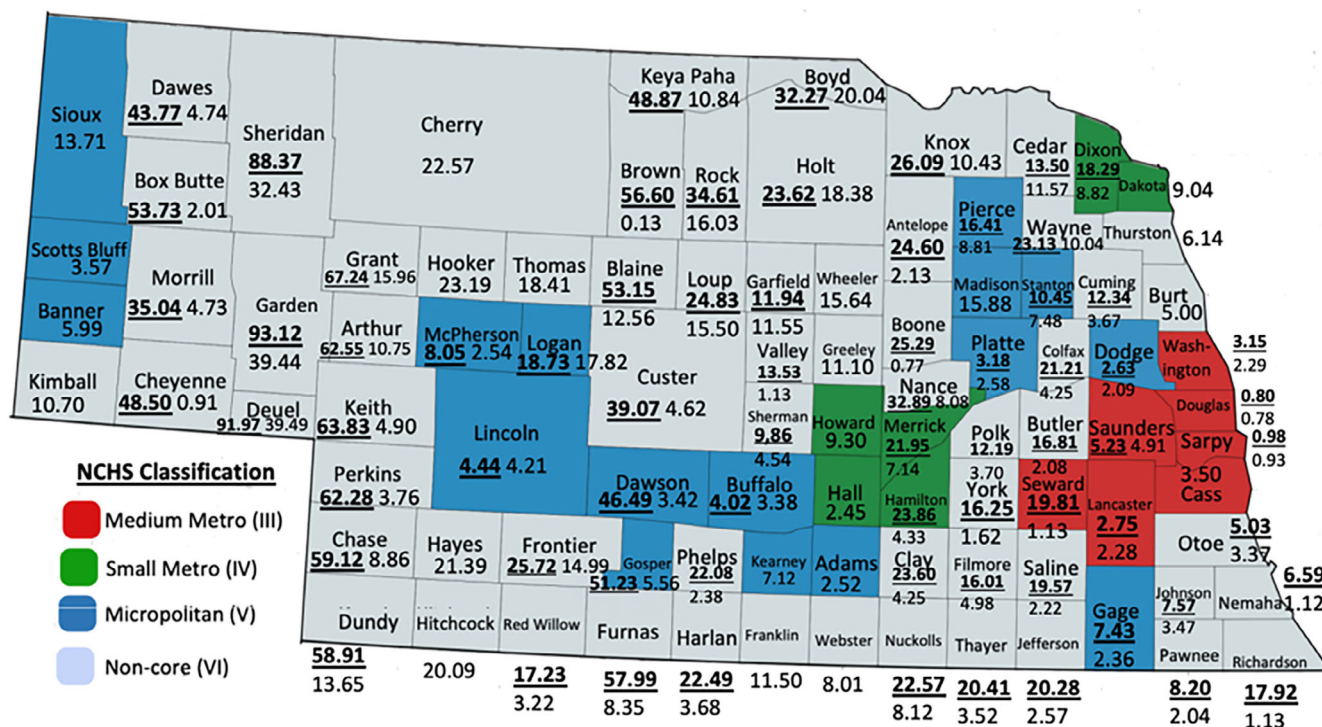 Sioux
13.71
Dawes
43.77 4.74
Sheridan
88.37
32.43
Cherry
22.57
Keya Paha
48.87 10.84
Boyd
32.27 20.04
Box Butte
53.73 2.01
Brown
56.60
0.13
Rock
34.61
16.03
Holt
23.62 18.38
Knox
26.09 10.43
Cedar
13.50
11.57
Dixon
18.29
8.82
Dakota
9.04
Scotts Bluff
3.57
Banner
5.99
Morrill
35.04 4.73
Garden
93.12
39.44
Grant
67.24 15.96
Hooker
23.19
Thomas
18.41
Blaine
53.15
12.56
Loup
24.83
15.50
Garfield
11.94
11.55
Wheeler
15.64
Antelope
24.60
2.13
Pierce
16.41
8.81
Wayne
23.13 10.04
Thurston
6.14
Madison
15.88
Stanton
10.45
7.48
Cuming
12.34
3.67
Burt
5.00
Kimball
10.70
Cheyenne
48.50 0.91
Deuel
91.97 39.49
Arthur
62.55 10.75
McPherson
8.05 2.54
Logan
18.73 17.82
Custer
39.07 4.62
Valley
13.53
1.13
Greeley
11.10
Boone
25.29
0.77
Platte
3.18
2.58
Colfax
21.21
4.25
Dodge
2.63
2.09
Wash-
ington
3.15
2.29
Keith
63.83 4.90
Lincoln
4.44 4.21
Sherman
9.86
4.54
Howard
9.30
Nance
32.89 8.08
Merrick
21.95
7.14
Polk
12.19
3.70
Butler
16.81
2.08
Saunders
5.23 4.91
Douglas
0.80
0.78
Sarpy
0.98
0.93
3.50
Cass
Perkins
62.28 3.76
Dawson
46.49 3.42
Buffalo
4.02 3.38
Hall
2.45
Hamilton
23.86
4.33
York
16.25
1.62
Seward
19.81
1.13
Lancaster
2.75
2.28
Otoe
5.03
3.37
Chase
59.12 8.86
Hayes
21.39
Frontier
25.72 14.99
Gosper
51.23 5.56
Phelps
22.08
2.38
Kearney
7.12
Adams
2.52
Clay
23.60
4.25
Filmore
16.01
4.98
Saline
19.57
2.22
Gage
7.43
2.36
Johnson
7.57
3.47
Nemaha
6.59
1.12
Dundy
58.91
13.65
Hitchcock
20.09
Red Willow
17.23
3.22
Furnas
57.99
8.35
Harlan
22.49
3.68
Franklin
11.50
Webster
8.01
Nuckolls
22.57
8.12
Thayer
20.41
3.52
Jefferson
20.28
2.57
Pawnee
8.20
2.04
Richardson
17.92
1.13
NCHS Classification
Medium Metro (III)
Small Metro (IV)
Micropolitan (V)
Non-core (VI)